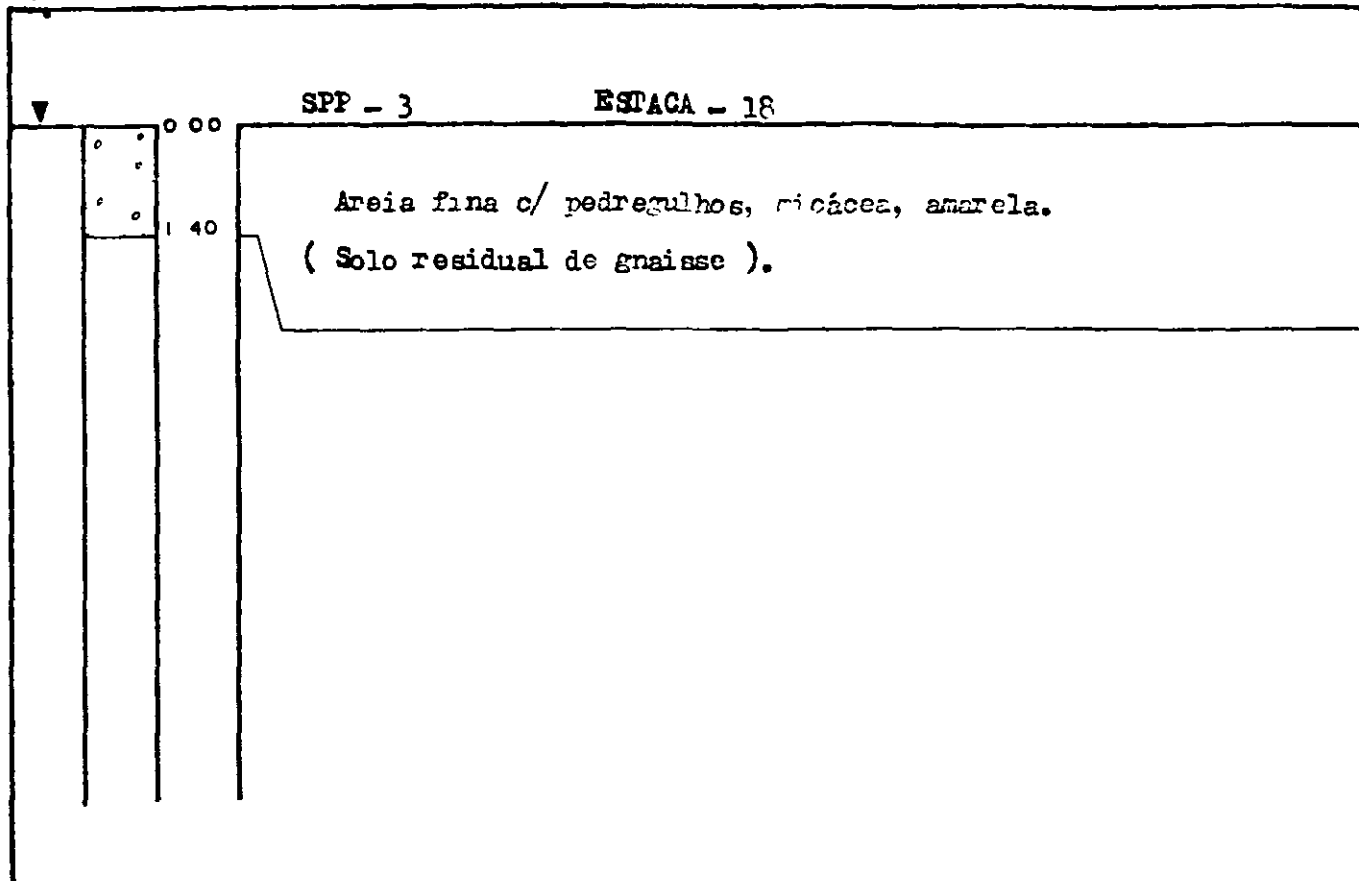 SPP - 3 ESTACA - 18
0 00
Areia fina c/ pedregulhos, micácea, amarela.
1 40
( Solo residual de gnaisse ).